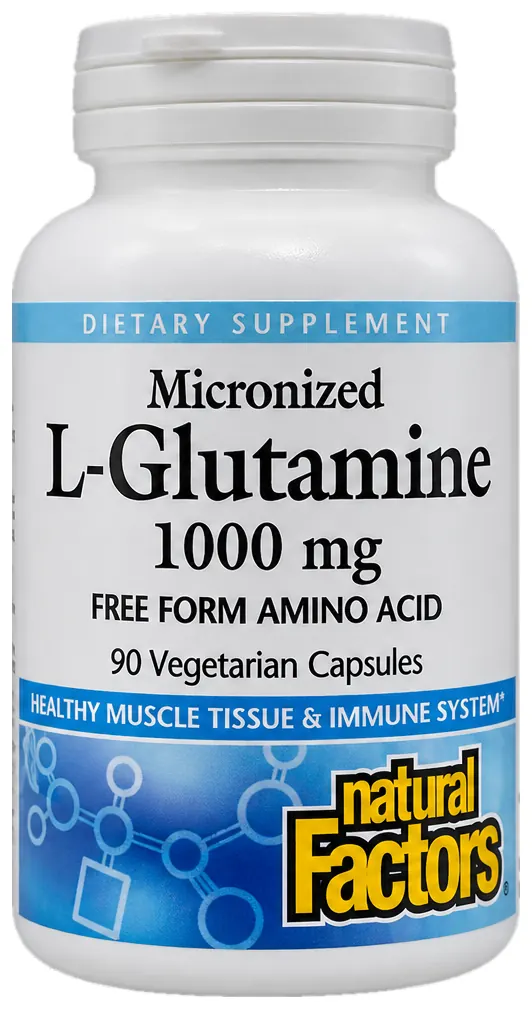 DIETARY SUPPLEMENT
Micronized
L-Glutamine
1000 mg
FREE FORM AMINO ACID
90 Vegetarian Capsules
HEALTHY MUSCLE TISSUE & IMMUNE SYSTEM*
natural
Factors®